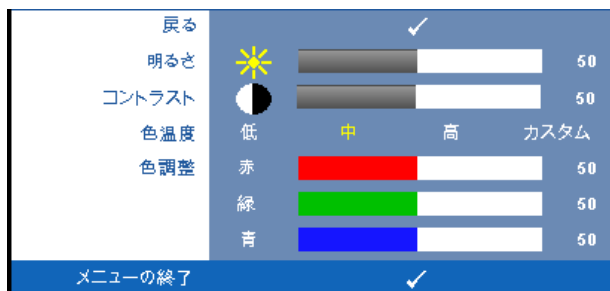 戻る
明るさ 50
コントラスト 50
色温度 低 中 高 カスタム
色調整 赤 50
緑 50
青 50
メニューの終了